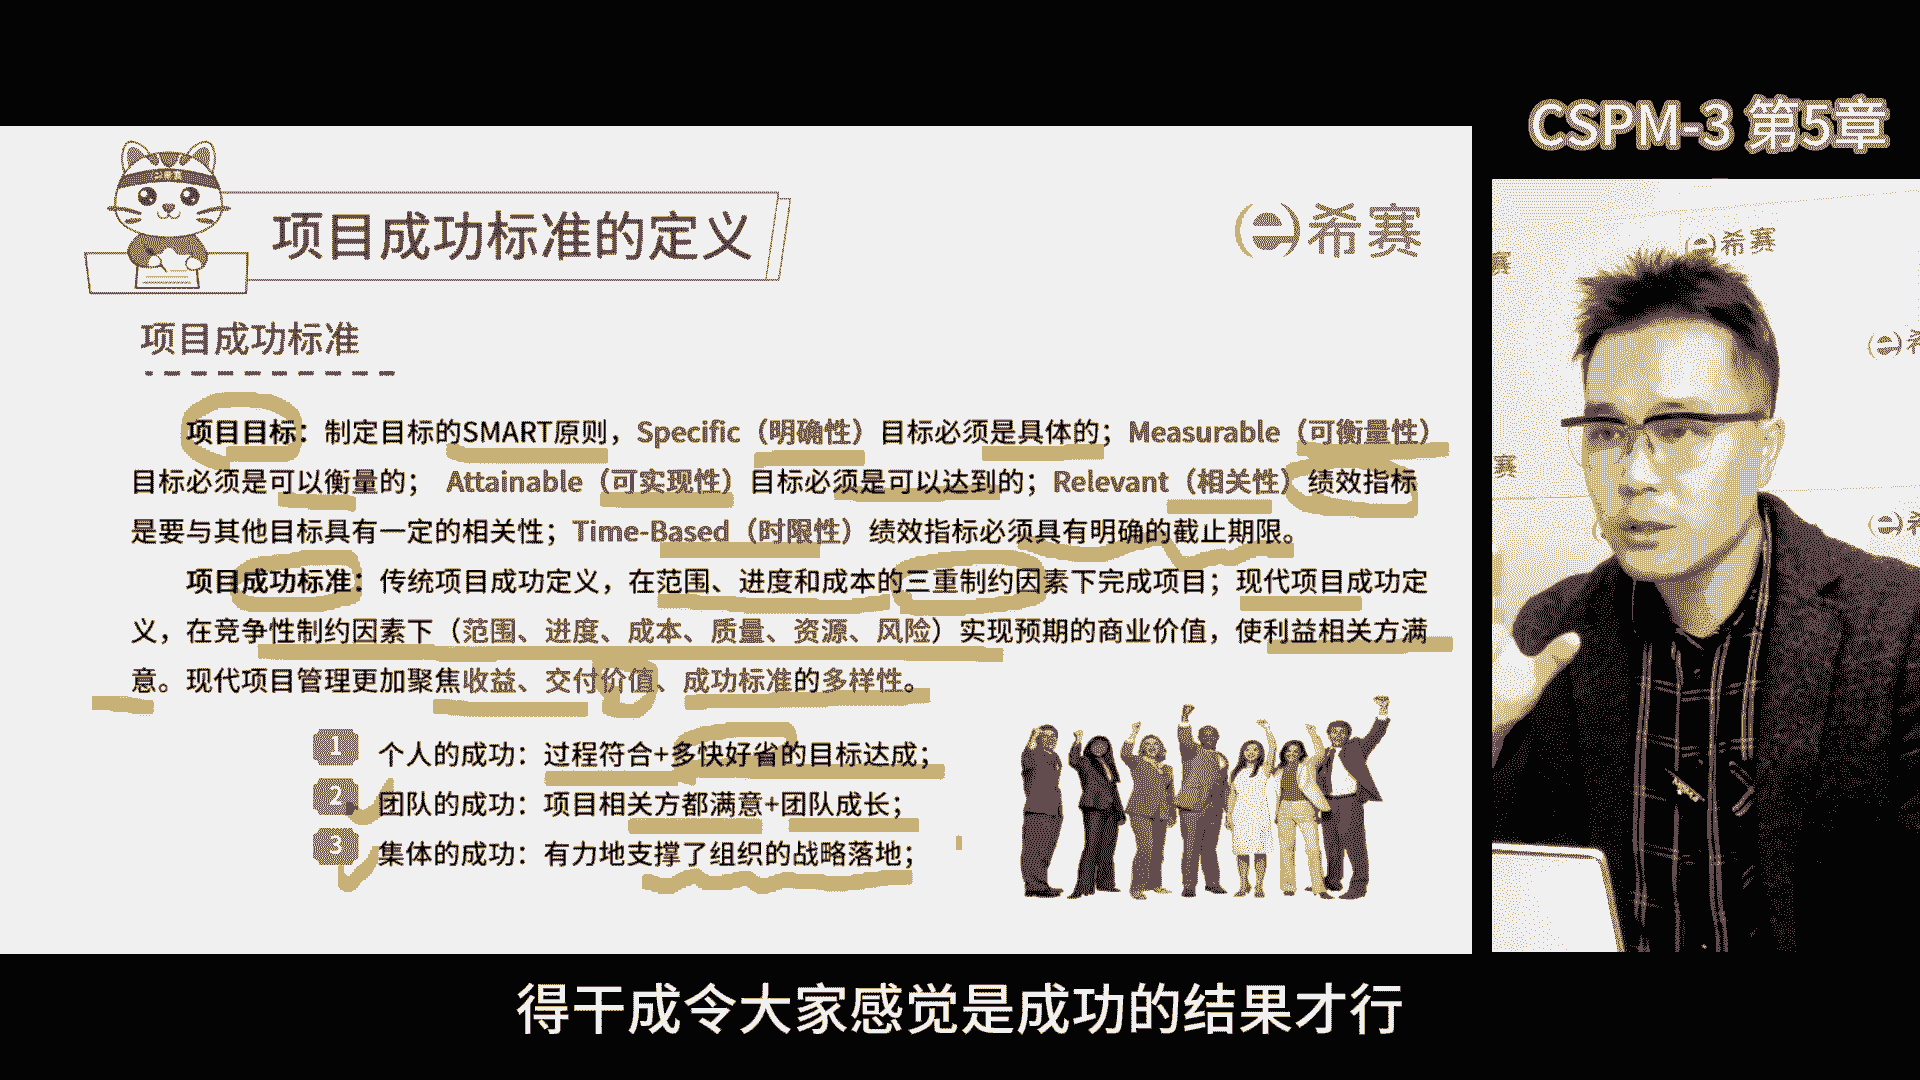 CSPM-3 第5章
项目成功标准的定义
希赛
希赛
项目成功标准
项目目标：制定目标的SMART原则，Specific（明确性）目标必须是具体的；Measurable（可衡量性）
目标必须是可以衡量的； Attainable（可实现性）目标必须是可以达到的；Relevant（相关性）绩效指标
是要与其他目标具有一定的相关性；Time-Based（时限性）绩效指标必须具有明确的截止期限。
项目成功标准：传统项目成功定义，在范围、进度和成本的三重制约因素下完成项目；现代项目成功定
义，在竞争性制约因素下（范围、进度、成本、质量、资源、风险）实现预期的商业价值，使利益相关方满
意。现代项目管理更加聚焦收益、交付价值、成功标准的多样性。
1 个人的成功：过程符合+多快好省的目标达成；
2 团队的成功：项目相关方都满意+团队成长；
3 集体的成功：有力地支撑了组织的战略落地；
得干成令大家感觉是成功的结果才行